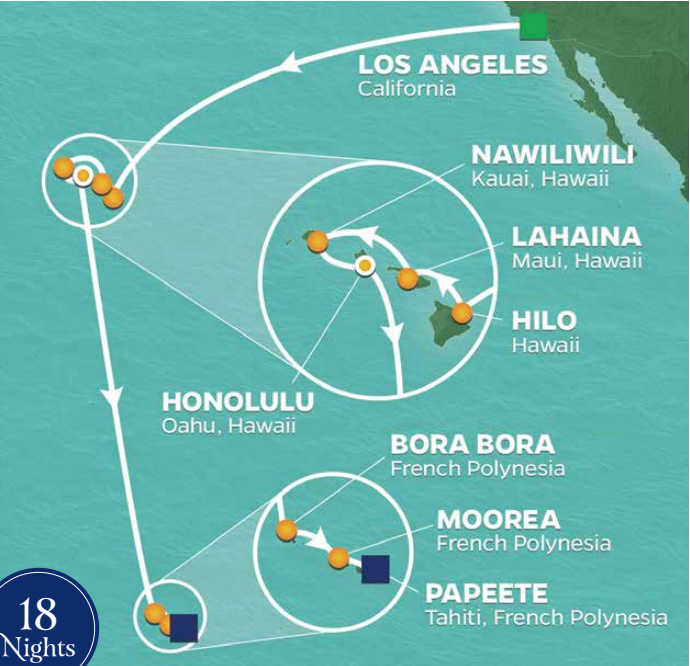 LOS ANGELES
California
NAWILIWILI
Kauai, Hawaii
LAHAINA
Maui, Hawaii
HILO
Hawaii
HONOLULU
Oahu, Hawaii
BORA BORA
French Polynesia
MOOREA
French Polynesia
PAPEETE
Tahiti, French Polynesia
18
Nights